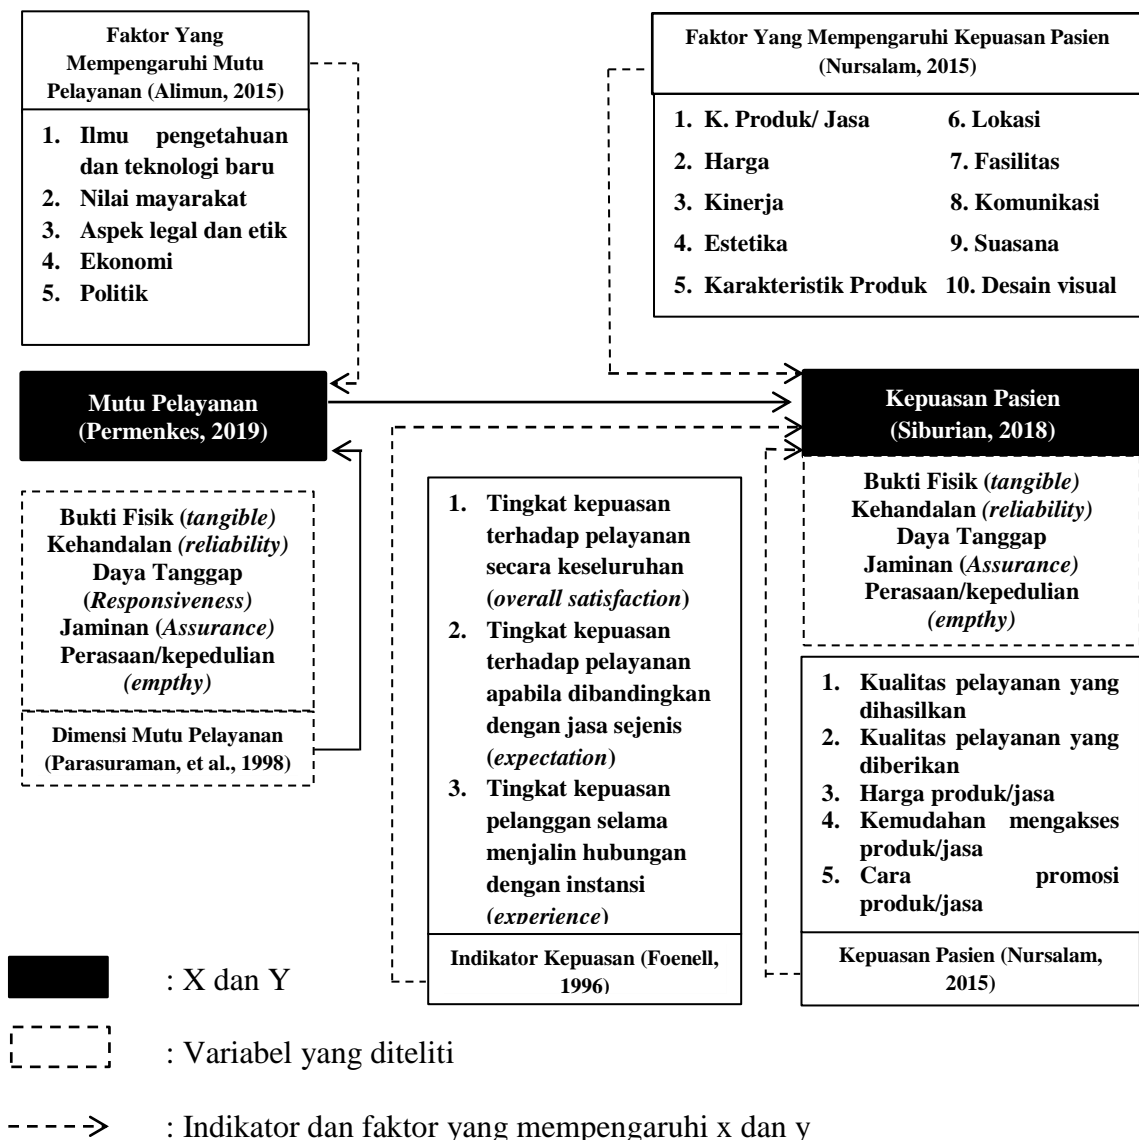 Faktor Yang
Mempengaruhi Mutu
Pelayanan (Alimun, 2015)
1. Ilmu pengetahuan
dan teknologi baru
2. Nilai mayarakat
3. Aspek legal dan etik
4. Ekonomi
5. Politik
Faktor Yang Mempengaruhi Kepuasan Pasien
(Nursalam, 2015)
1. K. Produk/ Jasa 6. Lokasi
2. Harga 7. Fasilitas
3. Kinerja 8. Komunikasi
4. Estetika 9. Suasana
5. Karakteristik Produk 10. Desain visual
Mutu Pelayanan
(Permenkes, 2019)
Kepuasan Pasien
(Siburian, 2018)
Bukti Fisik (tangible)
Kehandalan (reliability)
Daya Tanggap
(Responsiveness)
Jaminan (Assurance)
Perasaan/kepedulian
(empthy)
Dimensi Mutu Pelayanan
(Parasuraman, et al., 1998)
1. Tingkat kepuasan
terhadap pelayanan
secara keseluruhan
(overall satisfaction)
2. Tingkat kepuasan
terhadap pelayanan
apabila dibandingkan
dengan jasa sejenis
(expectation)
3. Tingkat kepuasan
pelanggan selama
menjalin hubungan
dengan instansi
(experience)
Indikator Kepuasan (Foenell,
1996)
Bukti Fisik (tangible)
Kehandalan (reliability)
Daya Tanggap
Jaminan (Assurance)
Perasaan/kepedulian
(empthy)
1. Kualitas pelayanan yang
dihasilkan
2. Kualitas pelayanan yang
diberikan
3. Harga produk/jasa
4. Kemudahan mengakses
produk/jasa
5. Cara promosi
produk/jasa
Kepuasan Pasien (Nursalam,
2015)
: X dan Y
: Variabel yang diteliti
: Indikator dan faktor yang mempengaruhi x dan y